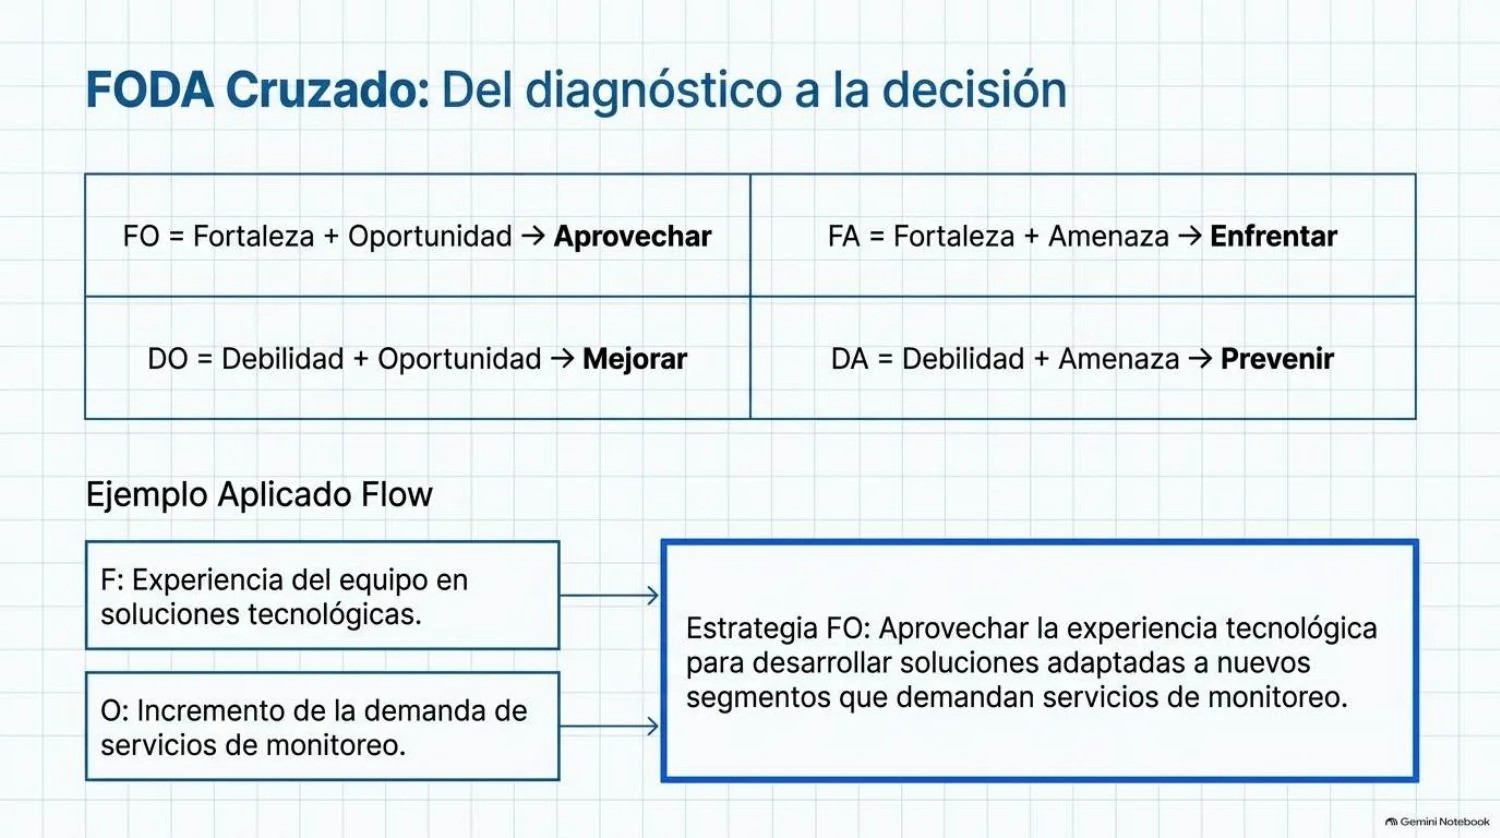 FODA Cruzado: Del diagnóstico a la decisión
FO = Fortaleza + Oportunidad → Aprovechar
FA = Fortaleza + Amenaza → Enfrentar
DO = Debilidad + Oportunidad → Mejorar
DA = Debilidad + Amenaza → Prevenir
Ejemplo Aplicado Flow
F: Experiencia del equipo en
soluciones tecnológicas.
O: Incremento de la demanda de
servicios de monitoreo.
Estrategia FO: Aprovechar la experiencia tecnológica
para desarrollar soluciones adaptadas a nuevos
segmentos que demandan servicios de monitoreo.
Gemini Notebook